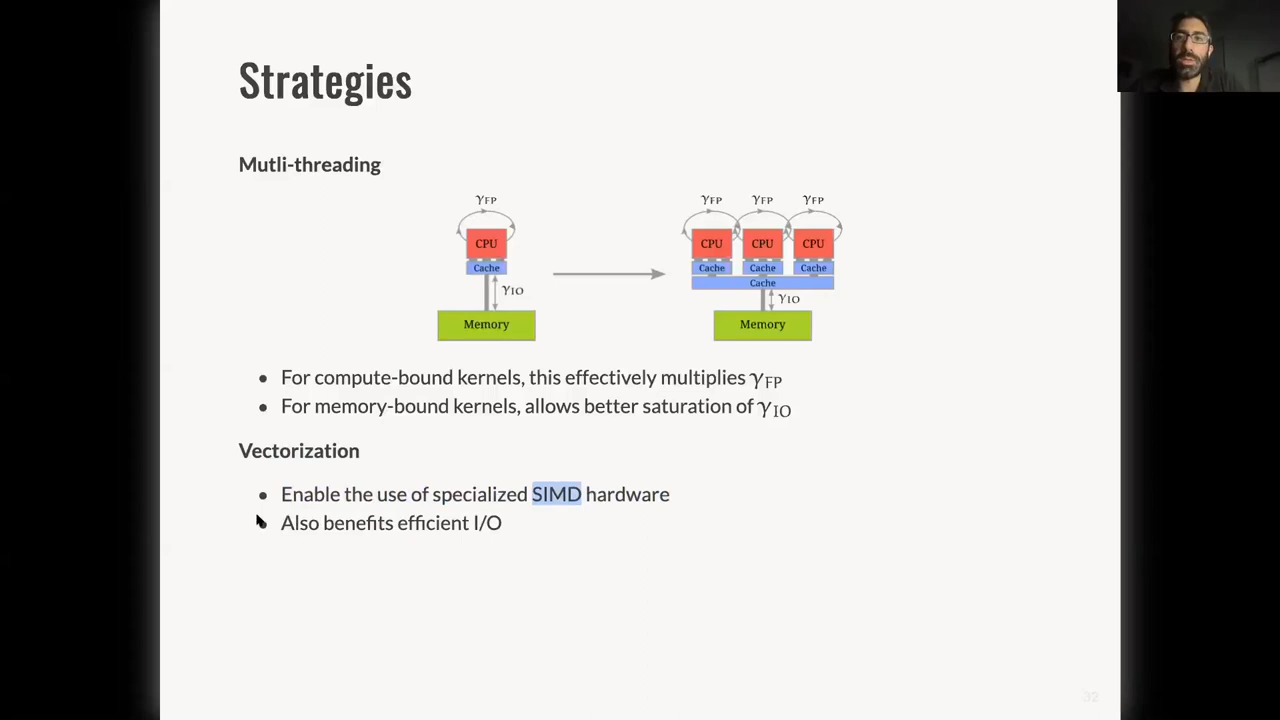 Strategies
Mutli-threading
γFP γFP γFP γFP
CPU CPU CPU CPU
Cache Cache Cache Cache
Cache
γIO γIO
Memory Memory
• For compute-bound kernels, this effectively multiplies γFP
• For memory-bound kernels, allows better saturation of γIO
Vectorization
• Enable the use of specialized SIMD hardware
• Also benefits efficient I/O
32